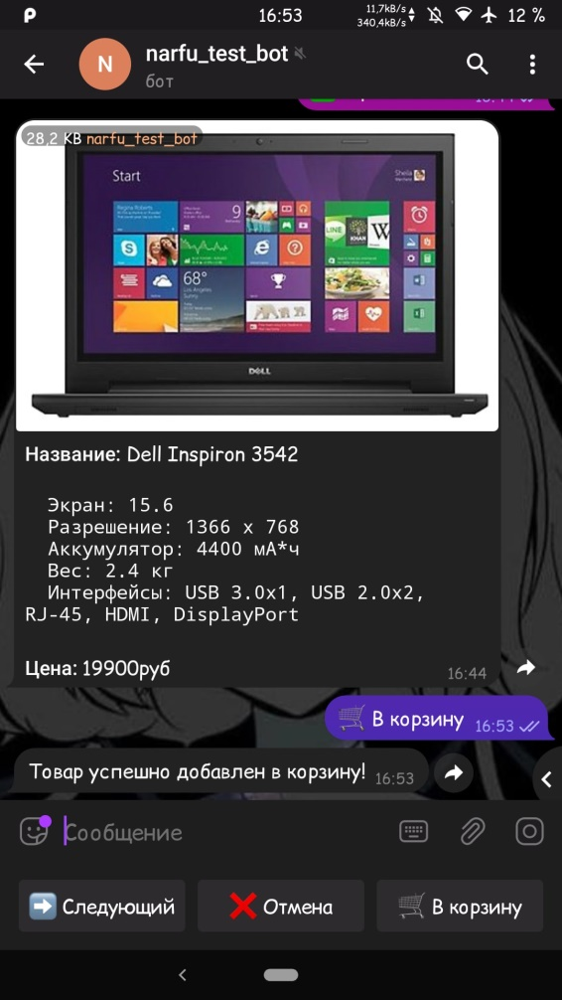 16:53
11,7kB/s
340,4kB/s
12 %
N
narfu_test_bot
бот
28,2 KB narfu_test_bot
Start
Sheila
9
LINE
KHAN
W
68°
DELL
Название: Dell Inspiron 3542
Экран: 15.6
Разрешение: 1366 x 768
Аккумулятор: 4400 мА*ч
Вес: 2.4 кг
Интерфейсы: USB 3.0x1, USB 2.0x2,
RJ-45, HDMI, DisplayPort
Цена: 19900руб
16:44
В корзину 16:53
Товар успешно добавлен в корзину! 16:53
Сообщение
Следующий
Отмена
В корзину